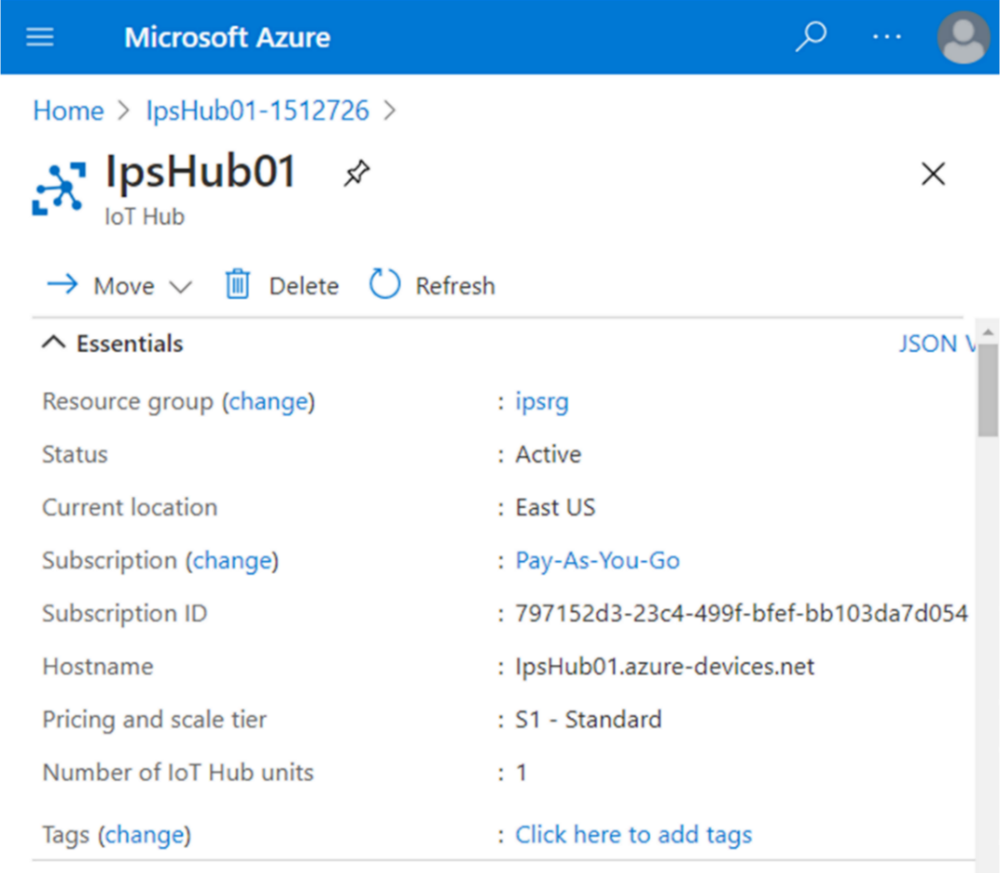 Microsoft Azure ...
Home > IpsHub01-1512726 >
IpsHub01
IoT Hub
Move Delete Refresh
Essentials JSON V
Resource group (change) : ipsrg
Status : Active
Current location : East US
Subscription (change) : Pay-As-You-Go
Subscription ID : 797152d3-23c4-499f-bfef-bb103da7d054
Hostname : IpsHub01.azure-devices.net
Pricing and scale tier : S1 - Standard
Number of IoT Hub units : 1
Tags (change) : Click here to add tags